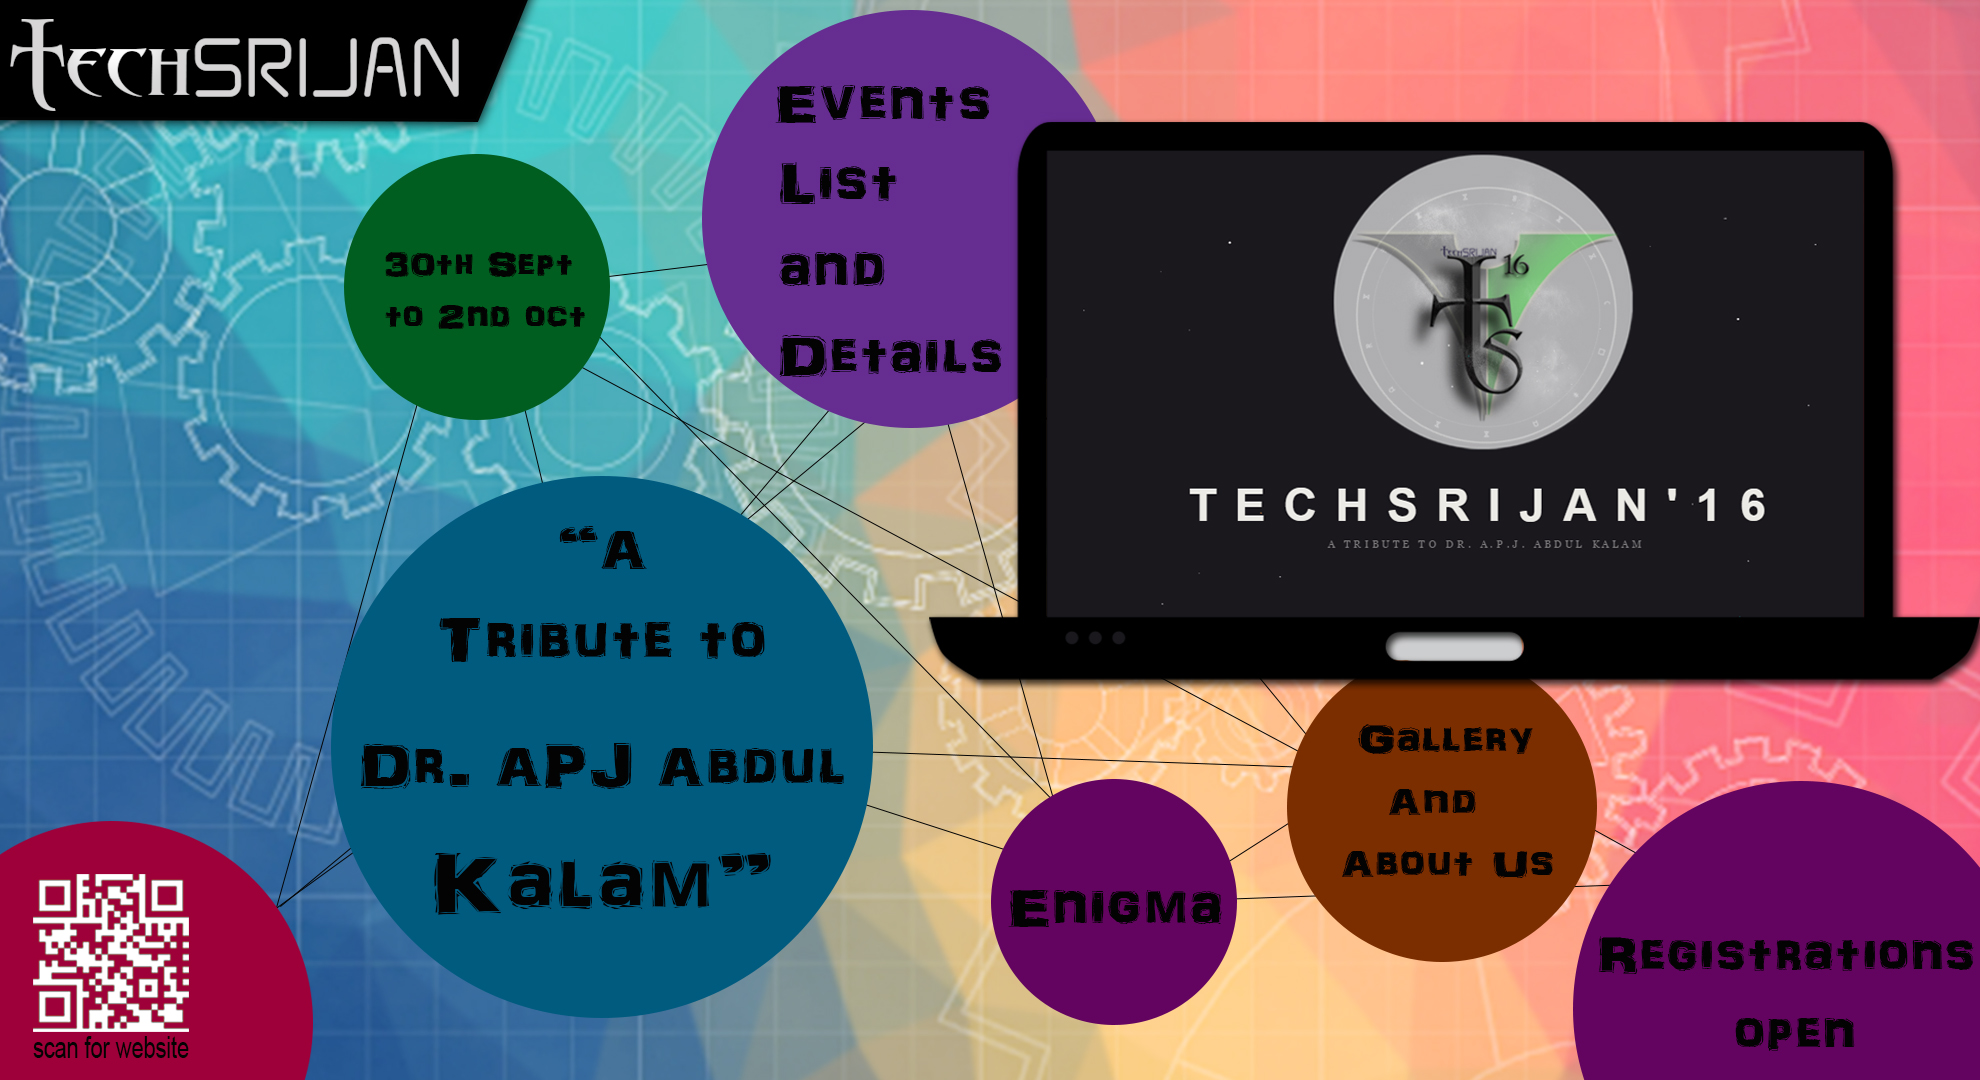 TechSRIJAN
Events
List
and
Details
30th Sept
to 2nd oct
techSRIJAN
16
TS
TECHSRIJAN'16
A TRIBUTE TO DR. A.P.J. ABDUL KALAM
“A
Tribute to
Dr. APJ Abdul
Kalam”
Gallery
And
About Us
Enigma
Registrations
open
scan for website